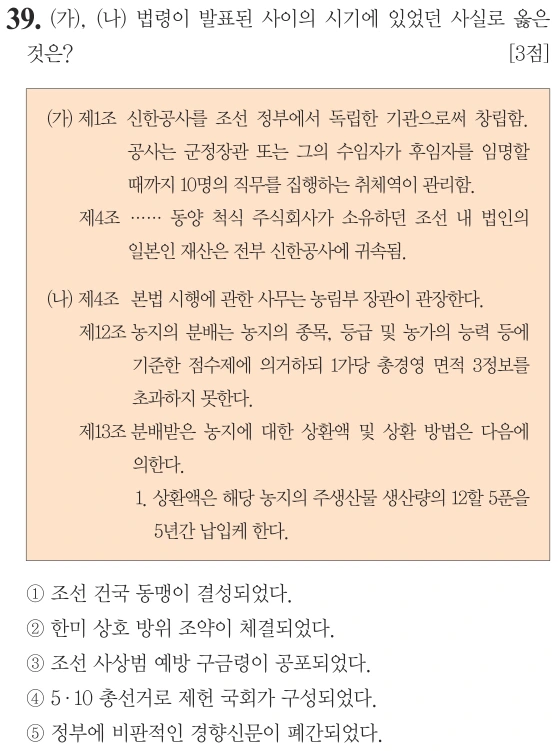 39. (가), (나) 법령이 발표된 사이의 시기에 있었던 사실로 옳은
것은? [3점]
(가) 제1조 신한공사를 조선 정부에서 독립한 기관으로써 창립함.
공사는 군정장관 또는 그의 수임자가 후임자를 임명할
때까지 10명의 직무를 집행하는 취체역이 관리함.
제4조 …… 동양 척식 주식회사가 소유하던 조선 내 법인의
일본인 재산은 전부 신한공사에 귀속됨.
(나) 제4조 본법 시행에 관한 사무는 농림부 장관이 관장한다.
제12조 농지의 분배는 농지의 종목, 등급 및 농가의 능력 등에
기준한 점수제에 의거하되 1가당 총경영 면적 3정보를
초과하지 못한다.
제13조 분배받은 농지에 대한 상환액 및 상환 방법은 다음에
의한다.
1. 상환액은 해당 농지의 주생산물 생산량의 12할 5푼을
5년간 납입케 한다.
① 조선 건국 동맹이 결성되었다.
② 한미 상호 방위 조약이 체결되었다.
③ 조선 사상범 예방 구금령이 공포되었다.
④ 5·10 총선거로 제헌 국회가 구성되었다.
⑤ 정부에 비판적인 경향신문이 폐간되었다.